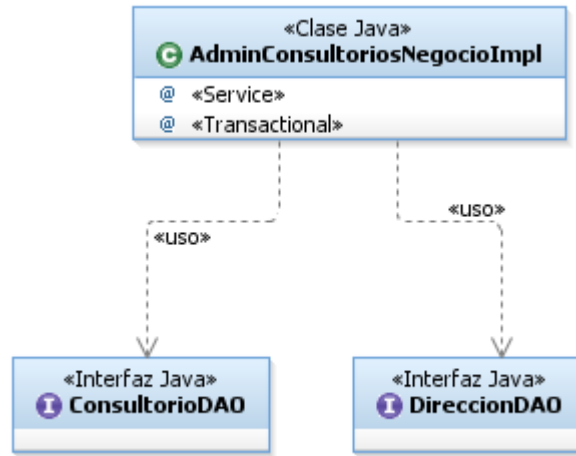 «Clase Java»
AdminConsultoriosNegocioImpl
@ «Service»
@ «Transactional»
«uso»
«uso»
«Interfaz Java»
ConsultorioDAO
«Interfaz Java»
DireccionDAO